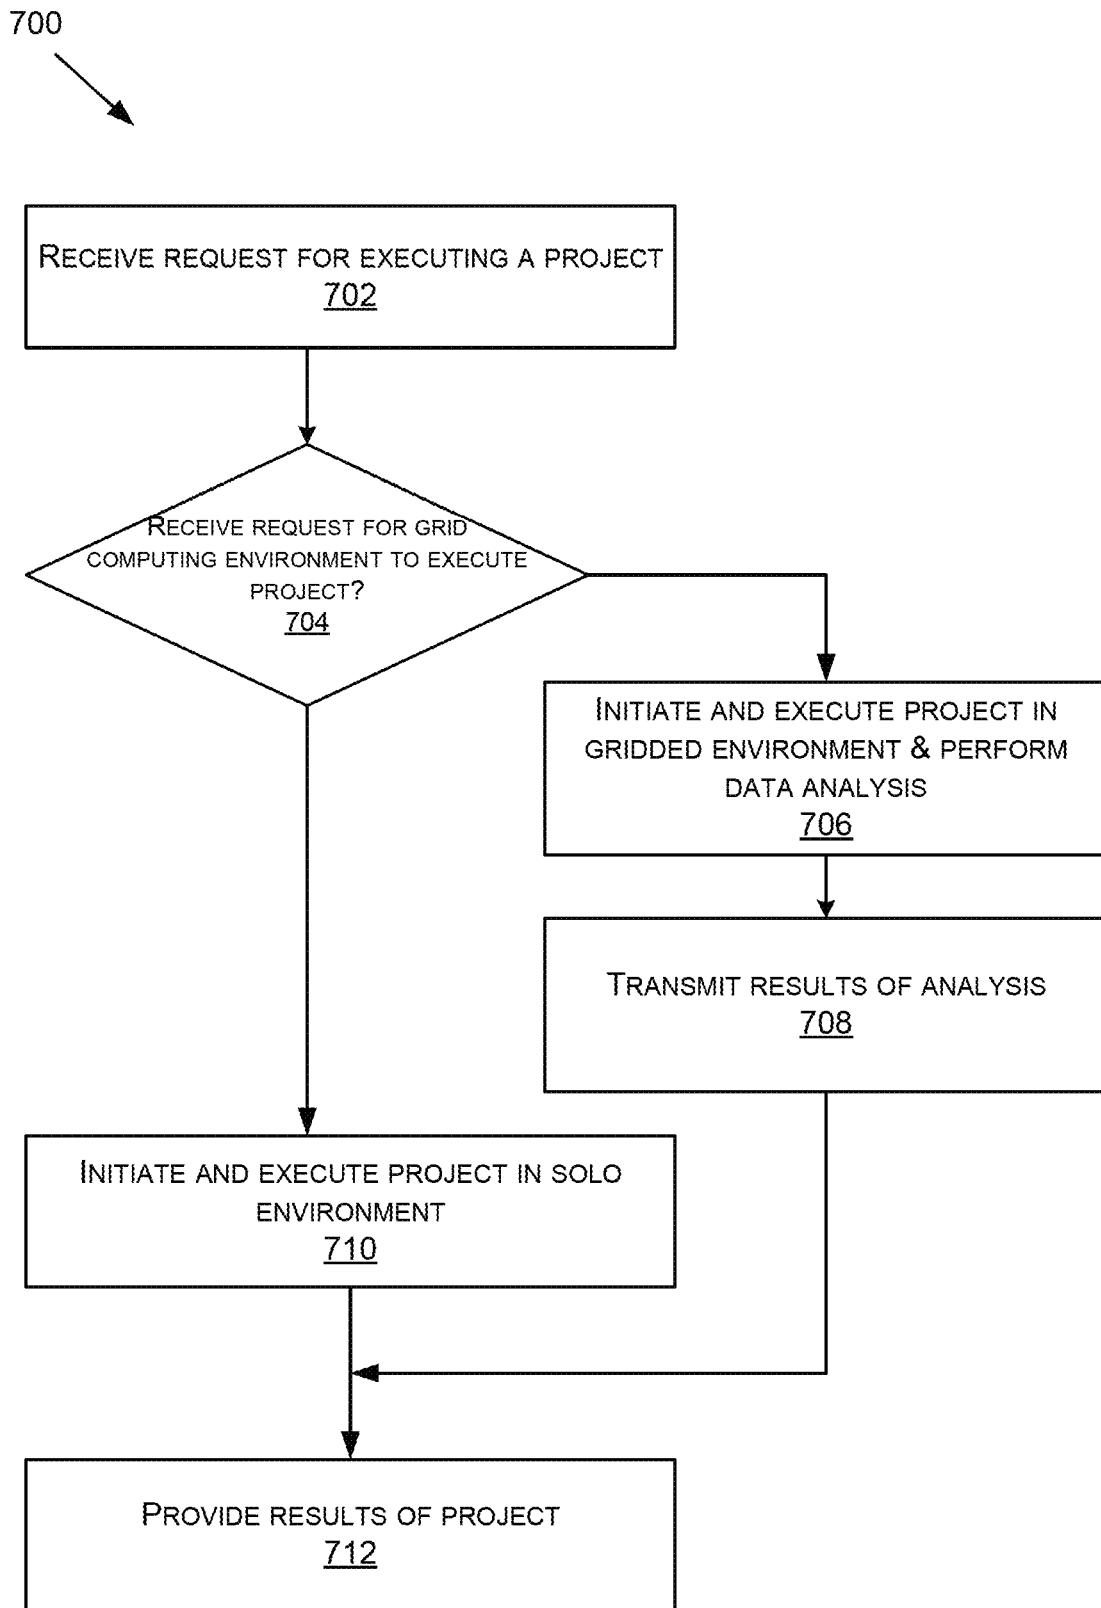 700
RECEIVE REQUEST FOR EXECUTING A PROJECT
702
RECEIVE REQUEST FOR GRID
COMPUTING ENVIRONMENT TO EXECUTE
PROJECT?
704
INITIATE AND EXECUTE PROJECT IN
GRIDDED ENVIRONMENT & PERFORM
DATA ANALYSIS
706
TRANSMIT RESULTS OF ANALYSIS
708
INITIATE AND EXECUTE PROJECT IN SOLO
ENVIRONMENT
710
PROVIDE RESULTS OF PROJECT
712